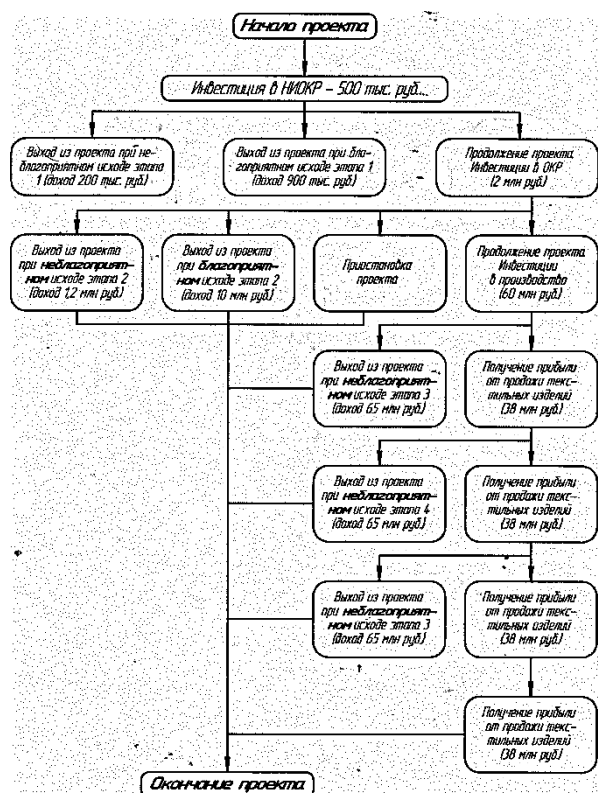 Начало проекта
Инвестиция в НИОКР – 500 тыс. руб.
Выход из проекта при не-
благоприятном исходе этапа
1 (доход 200 тыс. руб.)
Выход из проекта при бла-
гоприятном исходе этапа 1
(доход 900 тыс. руб.)
Продолжение проекта.
Инвестиции в ОКР
(2 млн руб.)
Выход из проекта
при неблагоприят-
ном исходе этапа 2
(доход 1,2 млн руб.)
Выход из проекта
при благоприят-
ном исходе этапа 2
(доход 10 млн руб.)
Приостановка
проекта
Продолжение проекта.
Инвестиции
в производство
(60 млн руб.)
Выход из проекта
при неблагоприят-
ном исходе этапа 3
(доход 65 млн руб.)
Получение прибыли
от продажи текс-
тильных изделий
(38 млн руб.)
Выход из проекта
при неблагоприят-
ном исходе этапа 4
(доход 65 млн руб.)
Получение прибыли
от продажи текс-
тильных изделий
(38 млн руб.)
Выход из проекта
при неблагоприят-
ном исходе этапа 3
(доход 65 млн руб.)
Получение прибыли
от продажи текс-
тильных изделий
(38 млн руб.)
Получение прибыли
от продажи текс-
тильных изделий
(38 млн руб.)
Окончание проекта